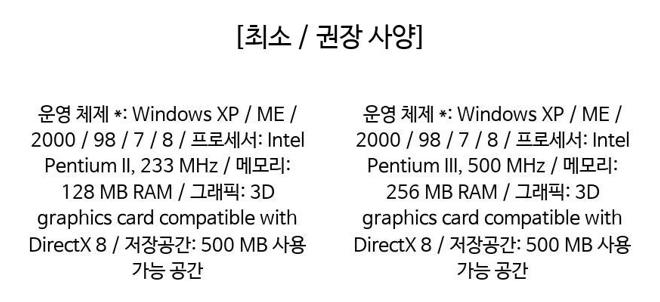 [최소 / 권장 사양]
운영 체제 *: Windows XP / ME /
2000 / 98 / 7 / 8 / 프로세서: Intel
Pentium II, 233 MHz / 메모리:
128 MB RAM / 그래픽: 3D
graphics card compatible with
DirectX 8 / 저장공간: 500 MB 사용
가능 공간
운영 체제 *: Windows XP / ME /
2000 / 98 / 7 / 8 / 프로세서: Intel
Pentium III, 500 MHz / 메모리:
256 MB RAM / 그래픽: 3D
graphics card compatible with
DirectX 8 / 저장공간: 500 MB 사용
가능 공간